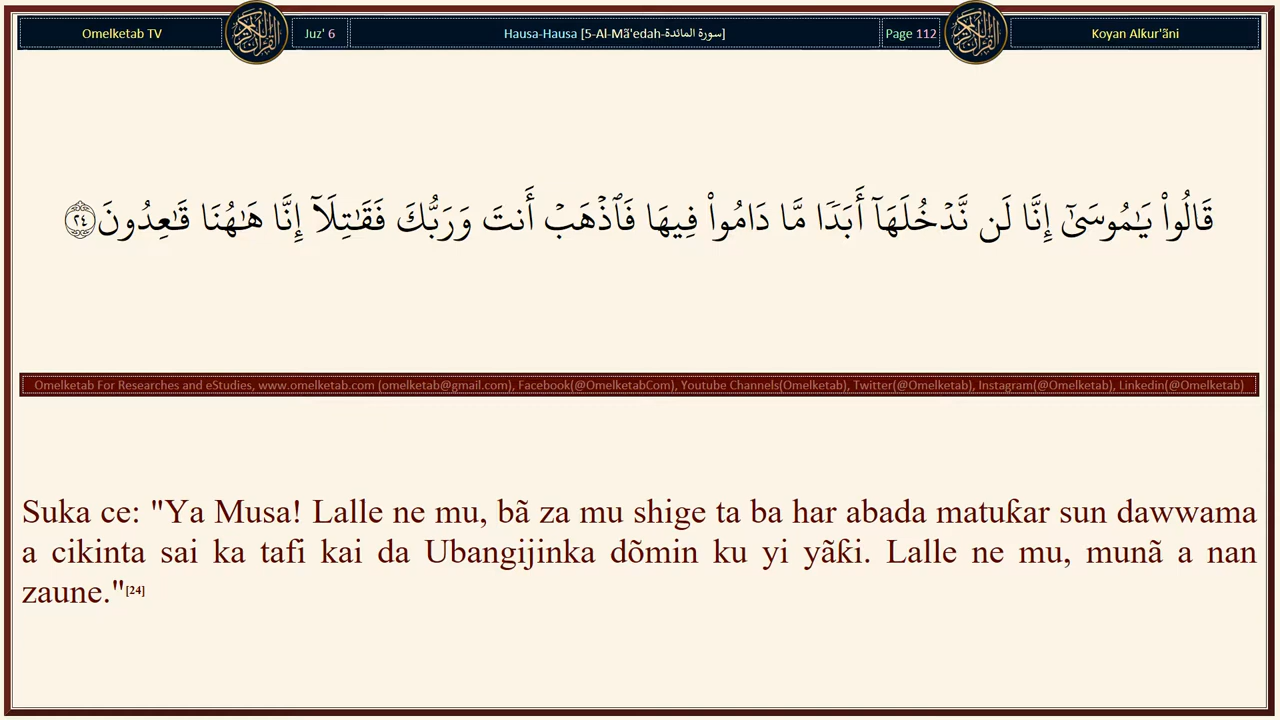 Omelketab TV
Juz' 6
Hausa-Hausa [5-Al-Mã'edah-سورة المائدة]
Page 112
Koyan Alƙur'ãni
قَالُوا۟ يَـٰمُوسَىٰٓ إِنَّا لَن نَّدۡخُلَهَآ أَبَدٗا مَّا دَامُوا۟ فِيهَا فَٱذۡهَبۡ أَنتَ وَرَبُّكَ فَقَـٰتِلَآ إِنَّا هَـٰهُنَا قَـٰعِدُونَ ٢٤
Omelketab For Researches and eStudies, www.omelketab.com (omelketab@gmail.com), Facebook(@OmelketabCom), Youtube Channels(Omelketab), Twitter(@Omelketab), Instagram(@Omelketab), Linkedin(@Omelketab)
Suka ce: "Ya Musa! Lalle ne mu, bã za mu shige ta ba har abada matuƙar sun dawwama
a cikinta sai ka tafi kai da Ubangijinka dõmin ku yi yãƙi. Lalle ne mu, munã a nan
zaune."[24]